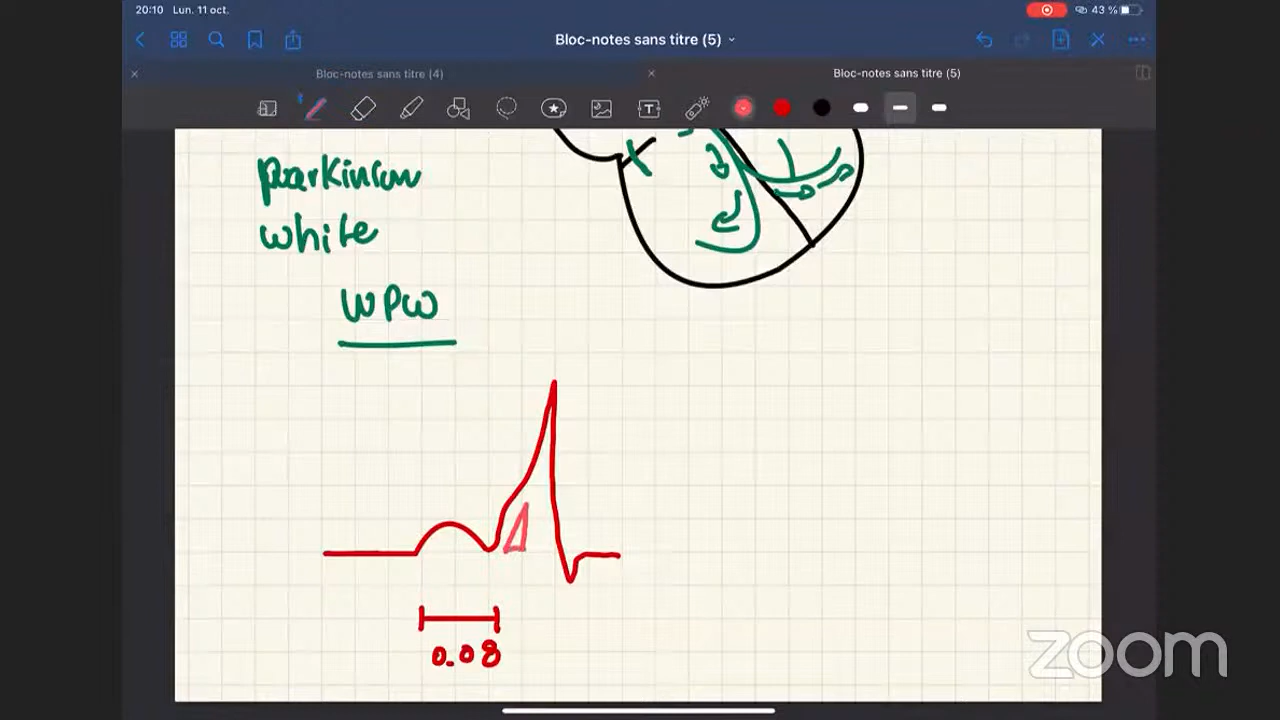 20:10 Lun. 11 oct.
43 %
Bloc-notes sans titre (5)
Bloc-notes sans titre (4)
Bloc-notes sans titre (5)
parkinson
white
WPW
0.08
zoom